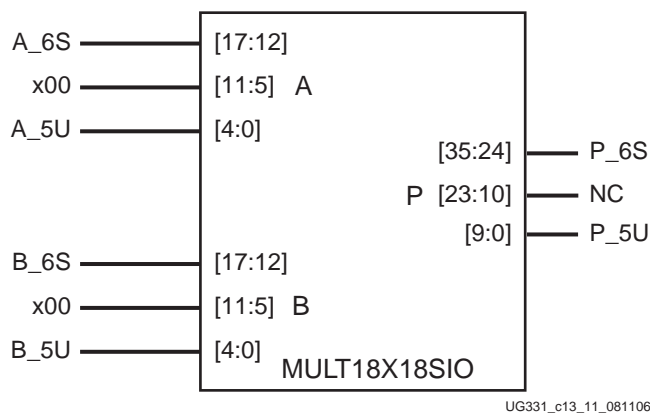 A_6S [17:12]
x00 [11:5] A
A_5U [4:0]
[35:24] P_6S
P [23:10] NC
[9:0] P_5U
B_6S [17:12]
x00 [11:5] B
B_5U [4:0]
MULT18X18SIO
UG331_c13_11_081106